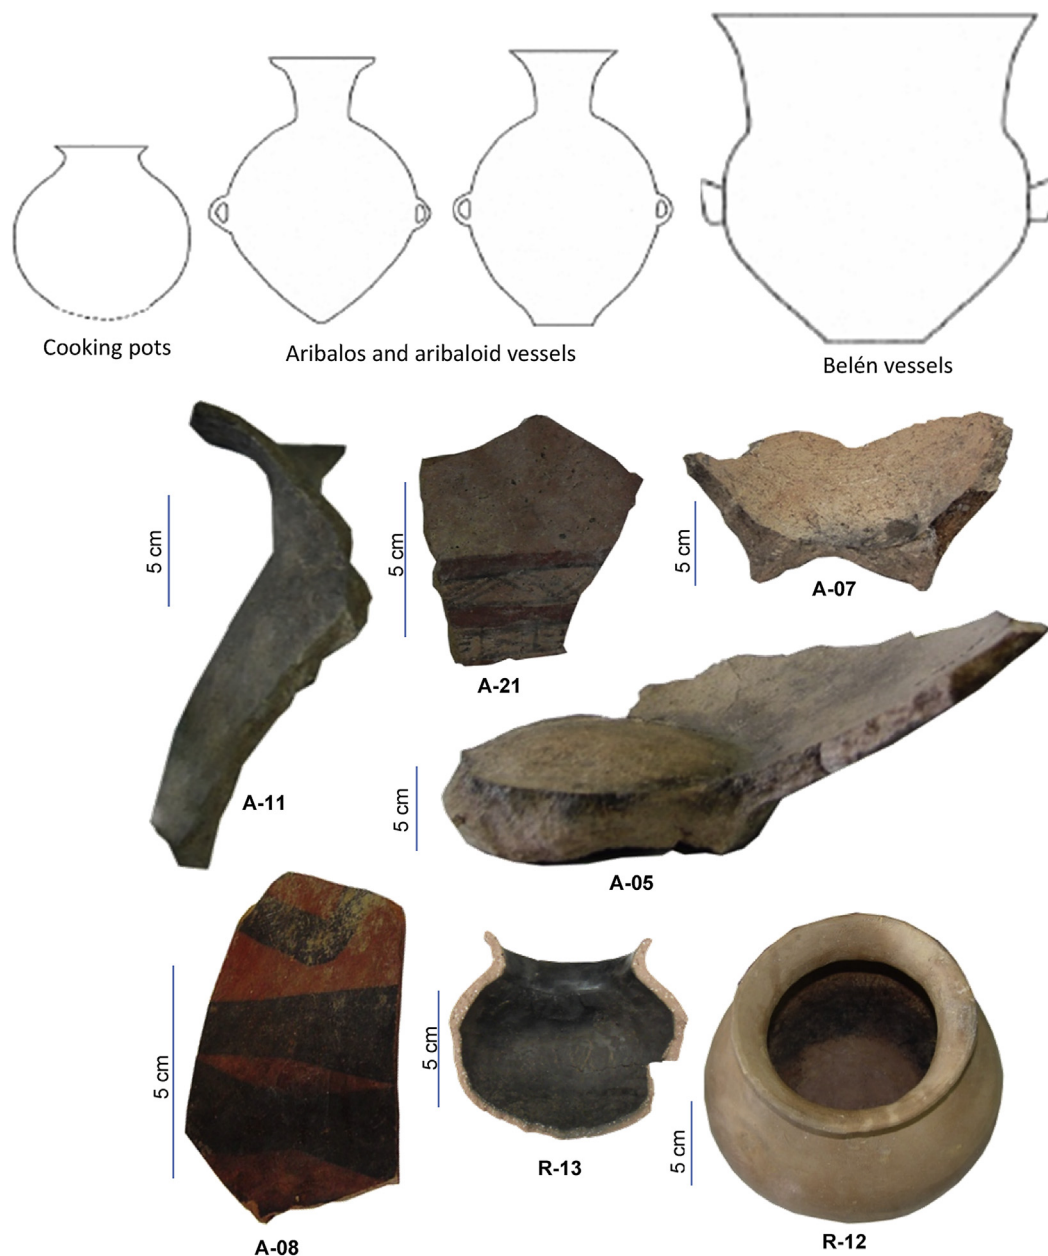 Cooking pots
Aribalos and aribaloid vessels
Belén vessels
5 cm
A-11
5 cm
A-21
5 cm
A-07
5 cm
A-05
5 cm
A-08
5 cm
R-13
5 cm
R-12